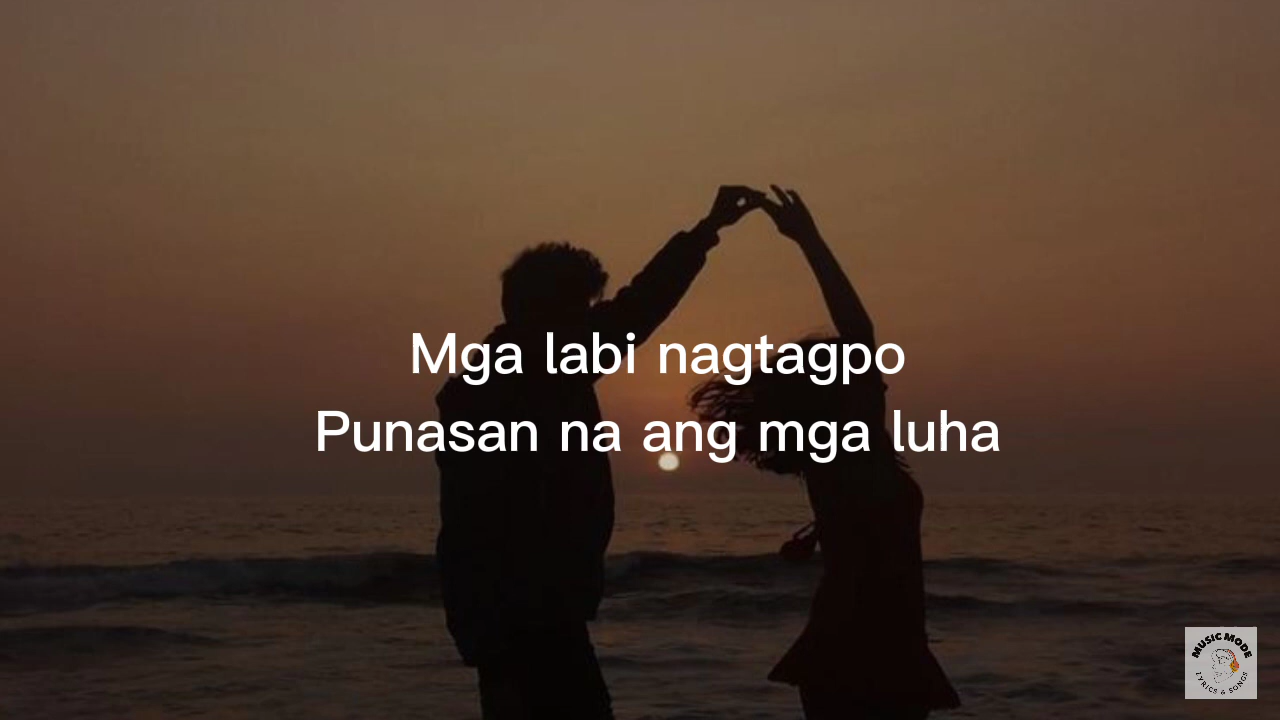 Mga labi nagtagpo
Punasan na ang mga luha
MUSIC MODE
LYRICS & SONGS